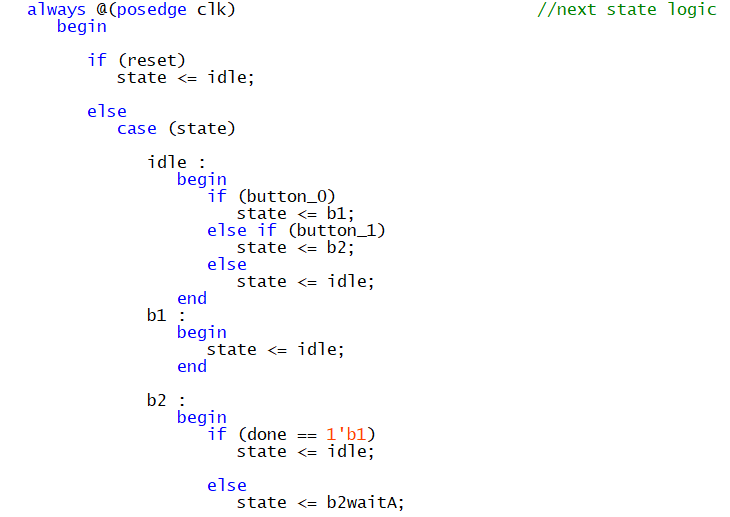 always @(posedge clk) //next state logic
begin
if (reset)
state <= idle;
else
case (state)
idle :
begin
if (button_0)
state <= b1;
else if (button_1)
state <= b2;
else
state <= idle;
end
b1 :
begin
state <= idle;
end
b2 :
begin
if (done == 1'b1)
state <= idle;
else
state <= b2waitA;